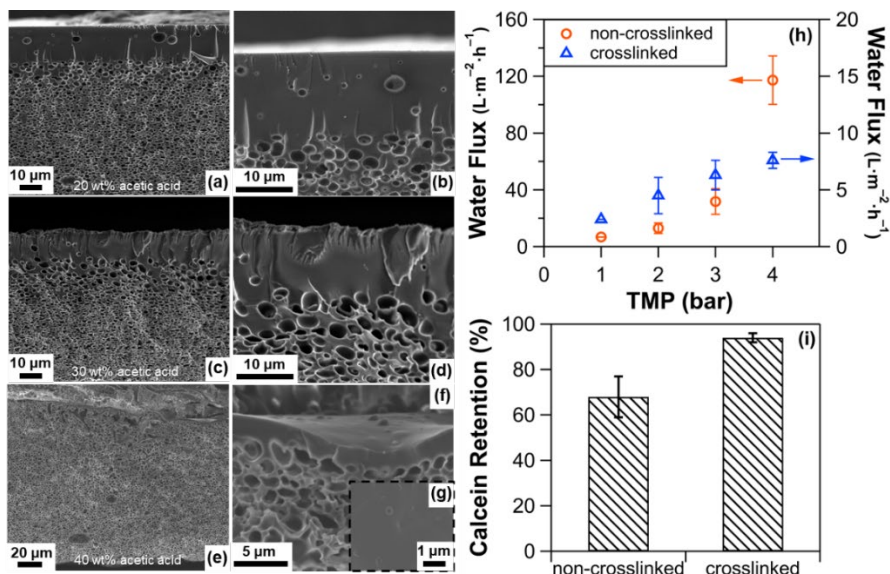 10 µm
20 wt% acetic acid
(a)
10 µm
(b)
10 µm
30 wt% acetic acid
(c)
10 µm
(d)
20 µm
40 wt% acetic acid
(e)
(f)
5 µm
(g)
1 µm
(h)
non-crosslinked
crosslinked
Water Flux (L·m⁻²·h⁻¹)
160
120
80
60
40
20
0
Water Flux (L·m⁻²·h⁻¹)
20
15
10
5
0
0 1 2 3 4
TMP (bar)
(i)
Calcein Retention (%)
100
80
60
40
20
0
non-crosslinked crosslinked